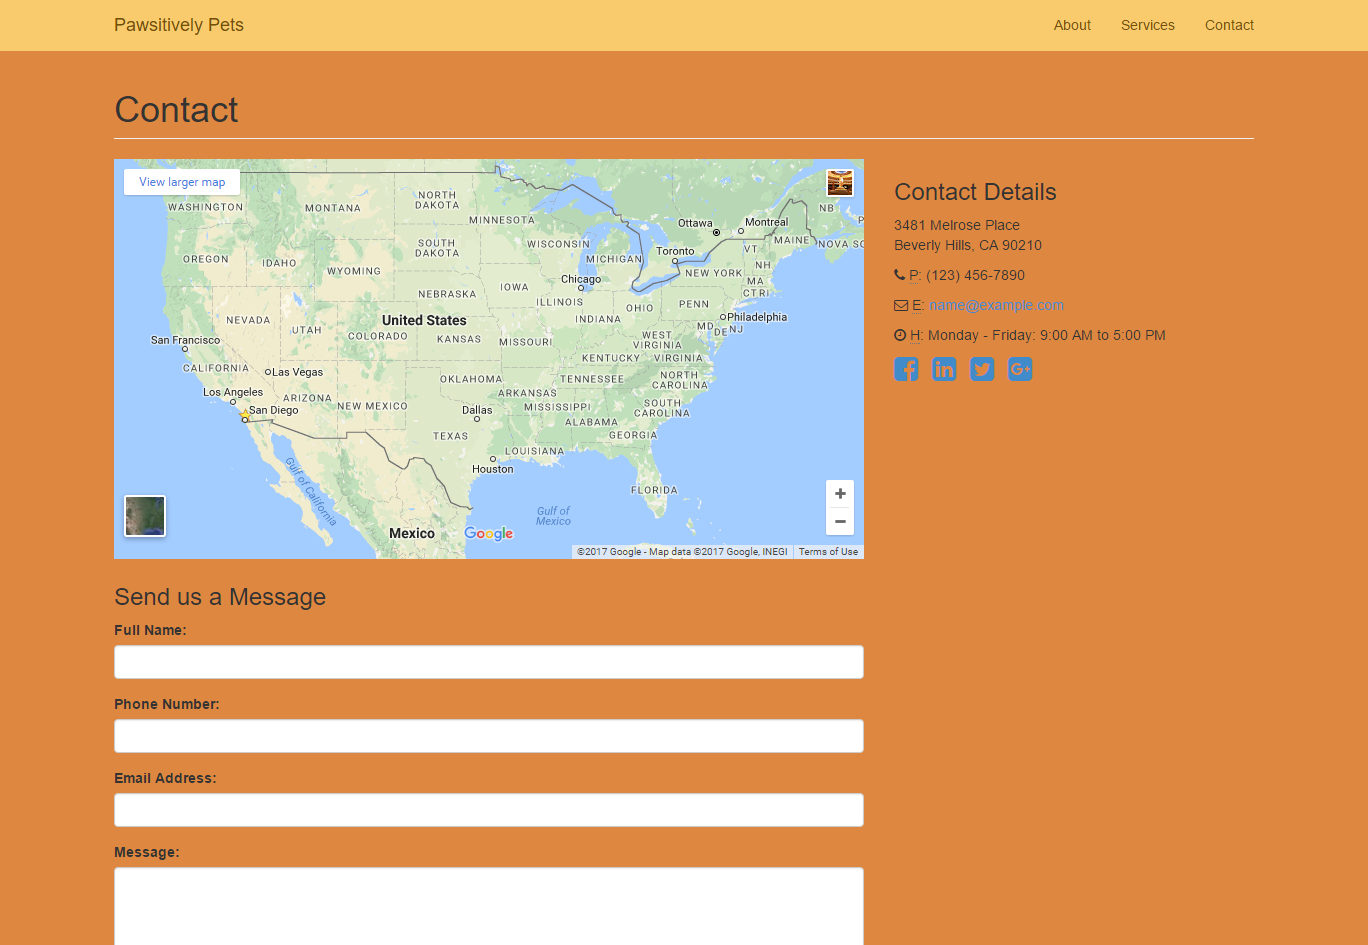 Pawsitively Pets
About
Services
Contact
Contact
View larger map
WASHINGTON
MONTANA
NORTH
DAKOTA
MINNESOTA
Ottawa
Montreal
NB
P
OREGON
IDAHO
WYOMING
SOUTH
DAKOTA
WISCONSIN
MICHIGAN
Toronto
VT
MAINE
NOVA SC
NH
NEW YORK
MA
CT RI
Chicago
NEBRASKA
IOWA
ILLINOIS
INDIANA
OHIO
PENN
Philadelphia
NEVADA
UTAH
COLORADO
United States
KANSAS
MISSOURI
WEST
VIRGINIA
MD
DE
NJ
San Francisco
CALIFORNIA
Las Vegas
KENTUCKY
VIRGINIA
Los Angeles
ARIZONA
NEW MEXICO
OKLAHOMA
ARKANSAS
TENNESSEE
NORTH
CAROLINA
San Diego
Dallas
MISSISSIPPI
SOUTH
CAROLINA
TEXAS
ALABAMA
GEORGIA
LOUISIANA
Houston
Gulf of California
FLORIDA
Gulf of
Mexico
Mexico
Google
+
−
©2017 Google - Map data ©2017 Google, INEGI
Terms of Use
Contact Details
3481 Melrose Place
Beverly Hills, CA 90210
P: (123) 456-7890
E: name@example.com
H: Monday - Friday: 9:00 AM to 5:00 PM
Send us a Message
Full Name:
Phone Number:
Email Address:
Message: